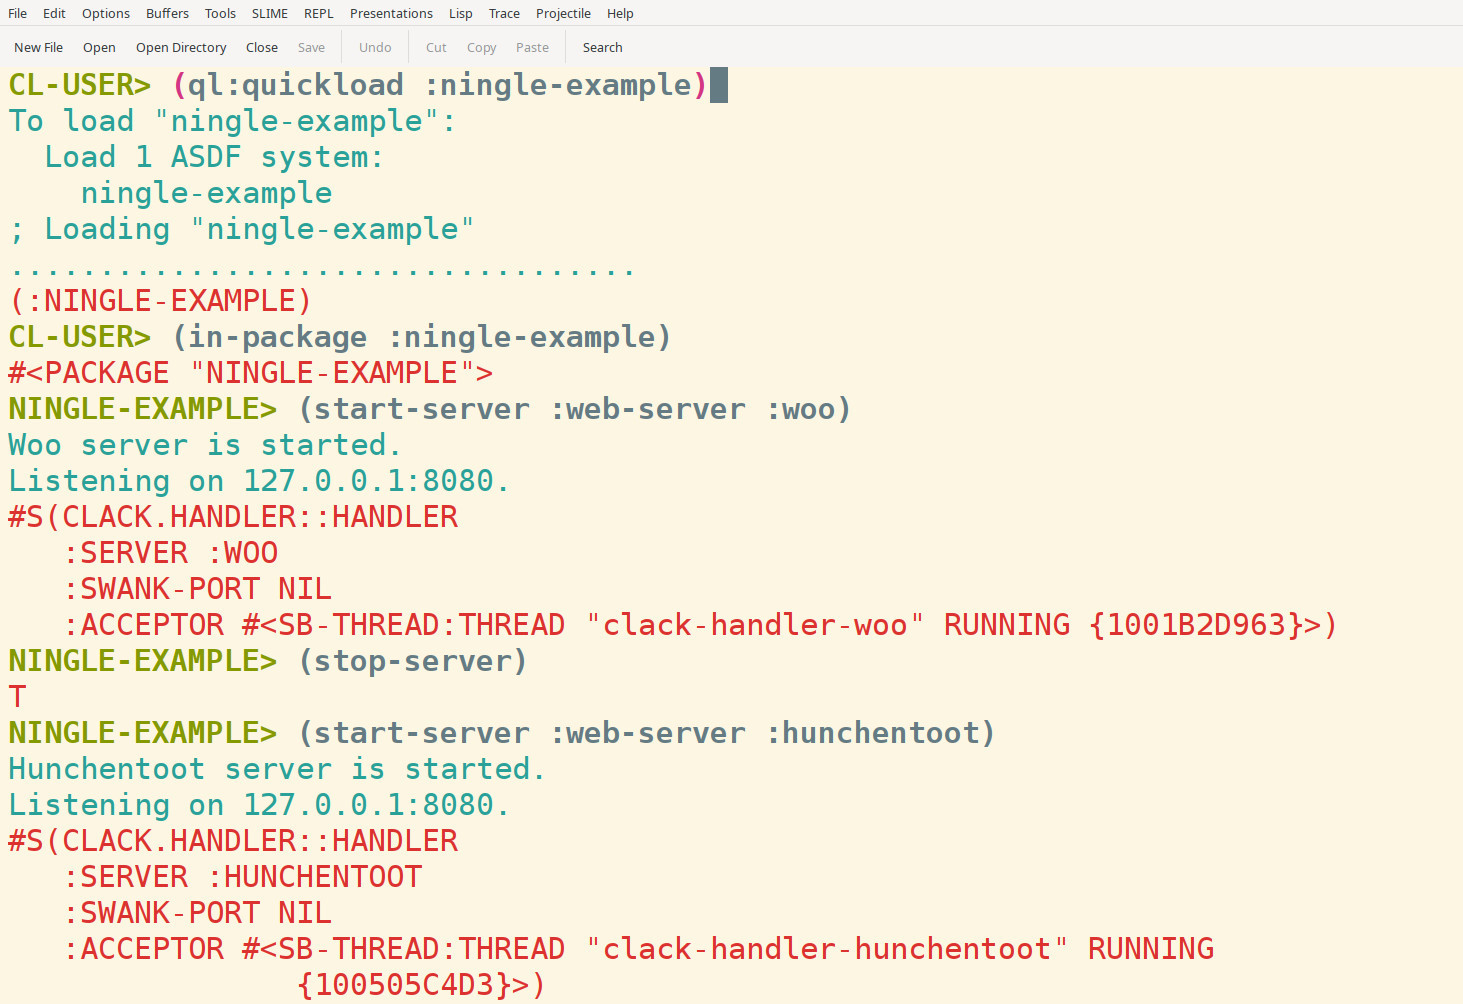 File Edit Options Buffers Tools SLIME REPL Presentations Lisp Trace Projectile Help
New File Open Open Directory Close Save Undo Cut Copy Paste Search
CL-USER> (ql:quickload :ningle-example)
To load "ningle-example":
  Load 1 ASDF system:
    ningle-example
; Loading "ningle-example"
...................................
(:NINGLE-EXAMPLE)
CL-USER> (in-package :ningle-example)
#<PACKAGE "NINGLE-EXAMPLE">
NINGLE-EXAMPLE> (start-server :web-server :woo)
Woo server is started.
Listening on 127.0.0.1:8080.
#S(CLACK.HANDLER::HANDLER
   :SERVER :WOO
   :SWANK-PORT NIL
   :ACCEPTOR #<SB-THREAD:THREAD "clack-handler-woo" RUNNING {1001B2D963}>)
NINGLE-EXAMPLE> (stop-server)
T
NINGLE-EXAMPLE> (start-server :web-server :hunchentoot)
Hunchentoot server is started.
Listening on 127.0.0.1:8080.
#S(CLACK.HANDLER::HANDLER
   :SERVER :HUNCHENTOOT
   :SWANK-PORT NIL
   :ACCEPTOR #<SB-THREAD:THREAD "clack-handler-hunchentoot" RUNNING
                {100505C4D3}>)